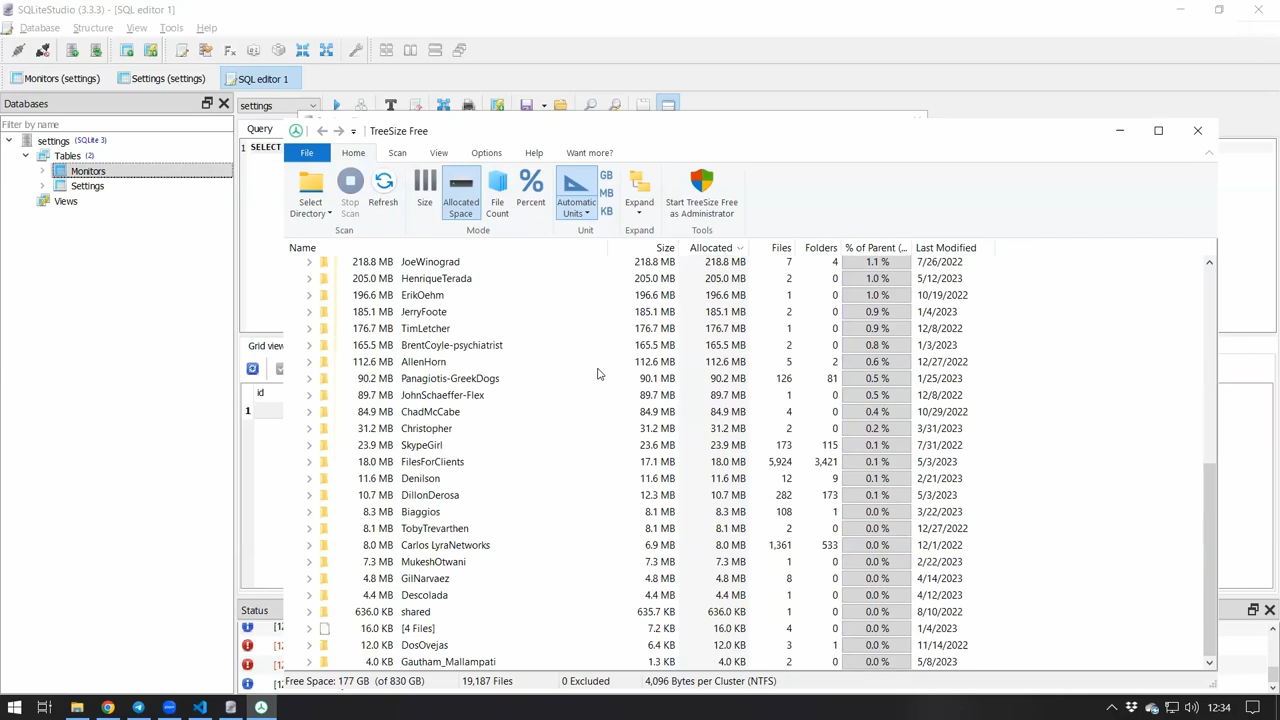 SQLiteStudio (3.3.3) - [SQL editor 1]
Database Structure View Tools Help
Monitors (settings) Settings (settings) SQL editor 1
Databases
settings
Filter by name
settings (SQLite 3)
Tables (2)
Monitors
Settings
Views
Query
1 SELECT
Grid view
id
1
Status
TreeSize Free
File Home Scan View Options Help Want more?
GB
MB
KB
Select Directory
Stop Scan
Refresh
Size
Allocated Space
File Count
Percent
Automatic Units
Expand
Start TreeSize Free as Administrator
Scan Mode Unit Expand Tools
Name Size Allocated Files Folders % of Parent (... Last Modified
218.8 MB JoeWinograd 218.8 MB 218.8 MB 7 4 1.1 % 7/26/2022
205.0 MB HenriqueTerada 205.0 MB 205.0 MB 2 0 1.0 % 5/12/2023
196.6 MB ErikOehm 196.6 MB 196.6 MB 1 0 1.0 % 10/19/2022
185.1 MB JerryFoote 185.1 MB 185.1 MB 2 0 0.9 % 1/4/2023
176.7 MB TimLetcher 176.7 MB 176.7 MB 1 0 0.9 % 12/8/2022
165.5 MB BrentCoyle-psychiatrist 165.5 MB 165.5 MB 2 0 0.8 % 1/3/2023
112.6 MB AllenHorn 112.6 MB 112.6 MB 5 2 0.6 % 12/27/2022
90.2 MB Panagiotis-GreekDogs 90.1 MB 90.2 MB 126 81 0.5 % 1/25/2023
89.7 MB JohnSchaeffer-Flex 89.7 MB 89.7 MB 1 0 0.5 % 12/8/2022
84.9 MB ChadMcCabe 84.9 MB 84.9 MB 4 0 0.4 % 10/29/2022
31.2 MB Christopher 31.2 MB 31.2 MB 2 0 0.2 % 3/31/2023
23.9 MB SkypeGirl 23.6 MB 23.9 MB 173 115 0.1 % 7/31/2022
18.0 MB FilesForClients 17.1 MB 18.0 MB 5,924 3,421 0.1 % 5/3/2023
11.6 MB Denilson 11.6 MB 11.6 MB 12 9 0.1 % 2/21/2023
10.7 MB DillonDerosa 12.3 MB 10.7 MB 282 173 0.1 % 5/3/2023
8.3 MB Biaggios 8.1 MB 8.3 MB 108 1 0.0 % 3/22/2023
8.1 MB TobyTrevarthen 8.1 MB 8.1 MB 2 0 0.0 % 12/27/2022
8.0 MB Carlos LyraNetworks 6.9 MB 8.0 MB 1,361 533 0.0 % 12/1/2022
7.3 MB MukeshOtwani 7.3 MB 7.3 MB 1 0 0.0 % 2/22/2023
4.8 MB GilNarvaez 4.8 MB 4.8 MB 8 0 0.0 % 4/14/2023
4.4 MB Descolada 4.4 MB 4.4 MB 1 0 0.0 % 4/12/2023
636.0 KB shared 635.7 KB 636.0 KB 1 0 0.0 % 8/10/2022
16.0 KB [4 Files] 7.2 KB 16.0 KB 4 0 0.0 % 1/4/2023
12.0 KB DosOvejas 6.4 KB 12.0 KB 3 1 0.0 % 11/14/2022
4.0 KB Gautham_Mallampati 1.3 KB 4.0 KB 2 0 0.0 % 5/8/2023
Free Space: 177 GB (of 830 GB) 19,187 Files 0 Excluded 4,096 Bytes per Cluster (NTFS)
12:34